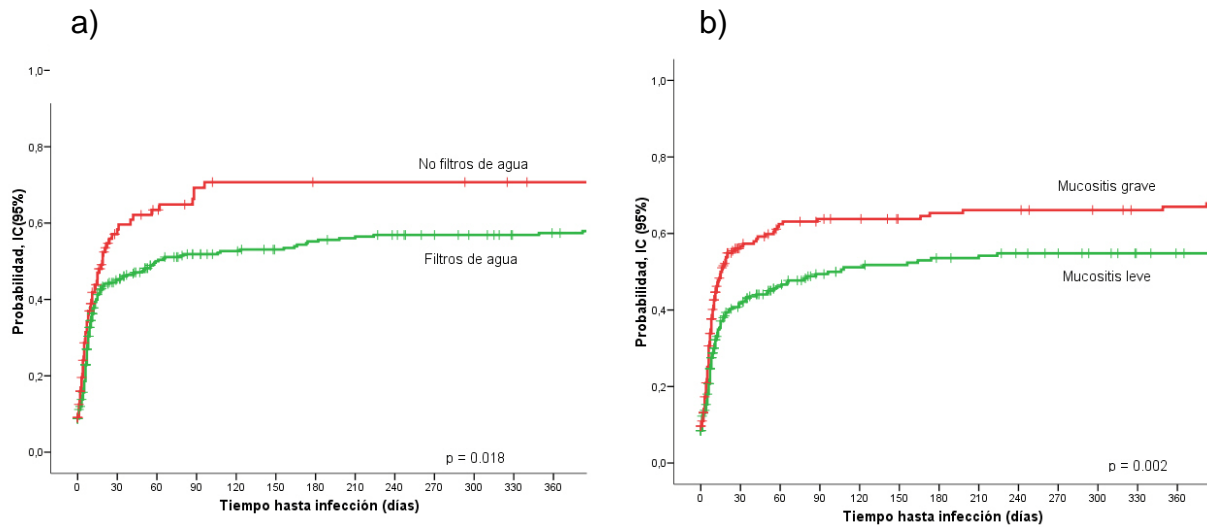 a)
1,0
0,8
0,6
0,4
0,2
0,0
Probabilidad, IC(95%)
No filtros de agua
Filtros de agua
p = 0.018
0 30 60 90 120 150 180 210 240 270 300 330 360
Tiempo hasta infección (días)
b)
1,0
0,8
0,6
0,4
0,2
0,0
Probabilidad, IC (95%)
Mucositis grave
Mucositis leve
p = 0.002
0 30 60 90 120 150 180 210 240 270 300 330 360
Tiempo hasta infección (días)